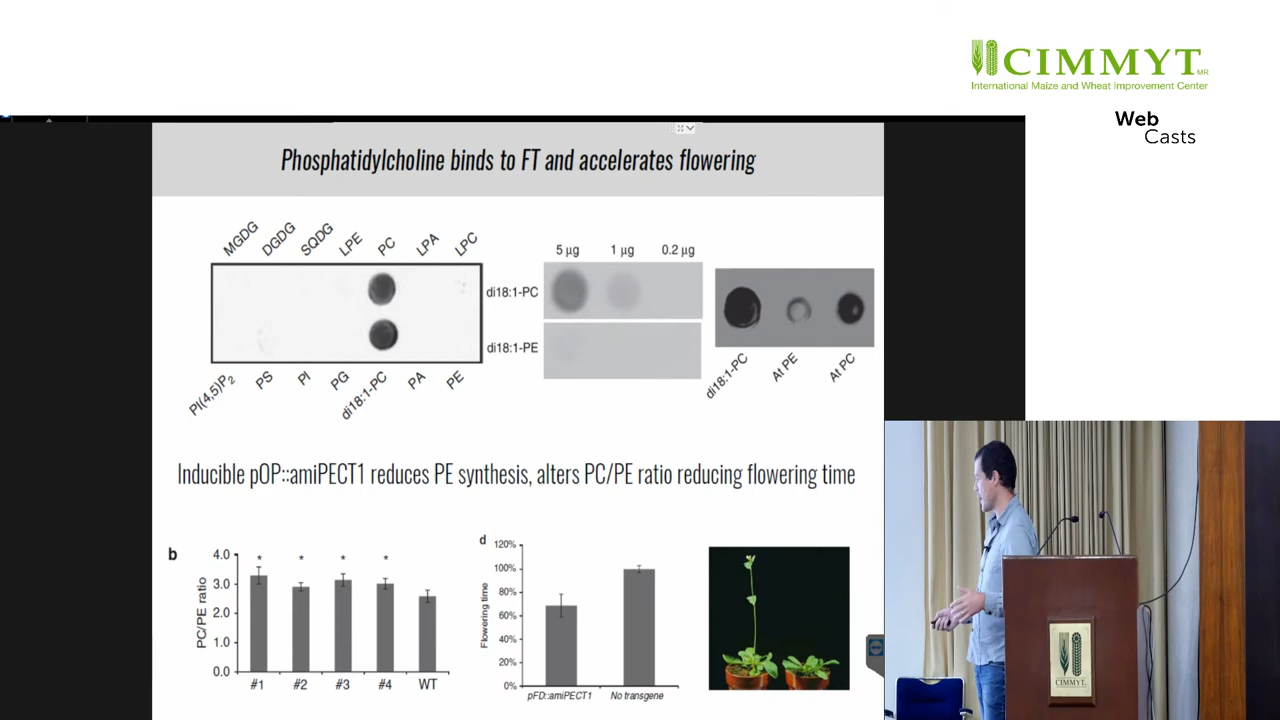 CIMMYT
MR
International Maize and Wheat Improvement Center
Web
Casts
Phosphatidylcholine binds to FT and accelerates flowering
MGDG DGDG SQDG LPE PC LPA LPC
PI(4,5)P2 PS PI PG di18:1-PC PA PE
5 µg 1 µg 0.2 µg
di18:1-PC
di18:1-PE
di18:1-PC At PE At PC
Inducible pOP::amiPECT1 reduces PE synthesis, alters PC/PE ratio reducing flowering time
b
PC/PE ratio
4.0
3.0
2.0
1.0
0.0
* * * *
#1 #2 #3 #4 WT
d
Flowering time
120%
100%
80%
60%
40%
20%
0%
pFD::amiPECT1 No transgene
CIMMYT